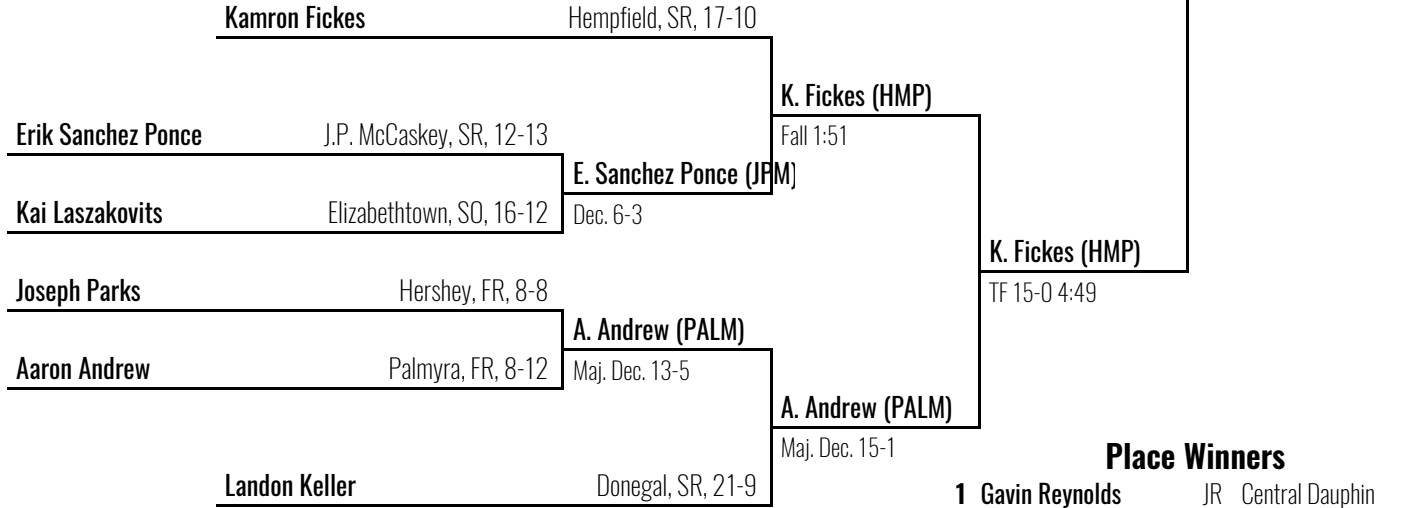 Kamron Fickes Hempfield, SR, 17-10
K. Fickes (HMP)
Fall 1:51
Erik Sanchez Ponce J.P. McCaskey, SR, 12-13
E. Sanchez Ponce (JPM)
Dec. 6-3
Kai Laszakovits Elizabethtown, SO, 16-12
K. Fickes (HMP)
TF 15-0 4:49
Joseph Parks Hershey, FR, 8-8
A. Andrew (PALM)
Maj. Dec. 13-5
Aaron Andrew Palmyra, FR, 8-12
A. Andrew (PALM)
Maj. Dec. 15-1
Landon Keller Donegal, SR, 21-9
Place Winners
1 Gavin Reynolds JR Central Dauphin